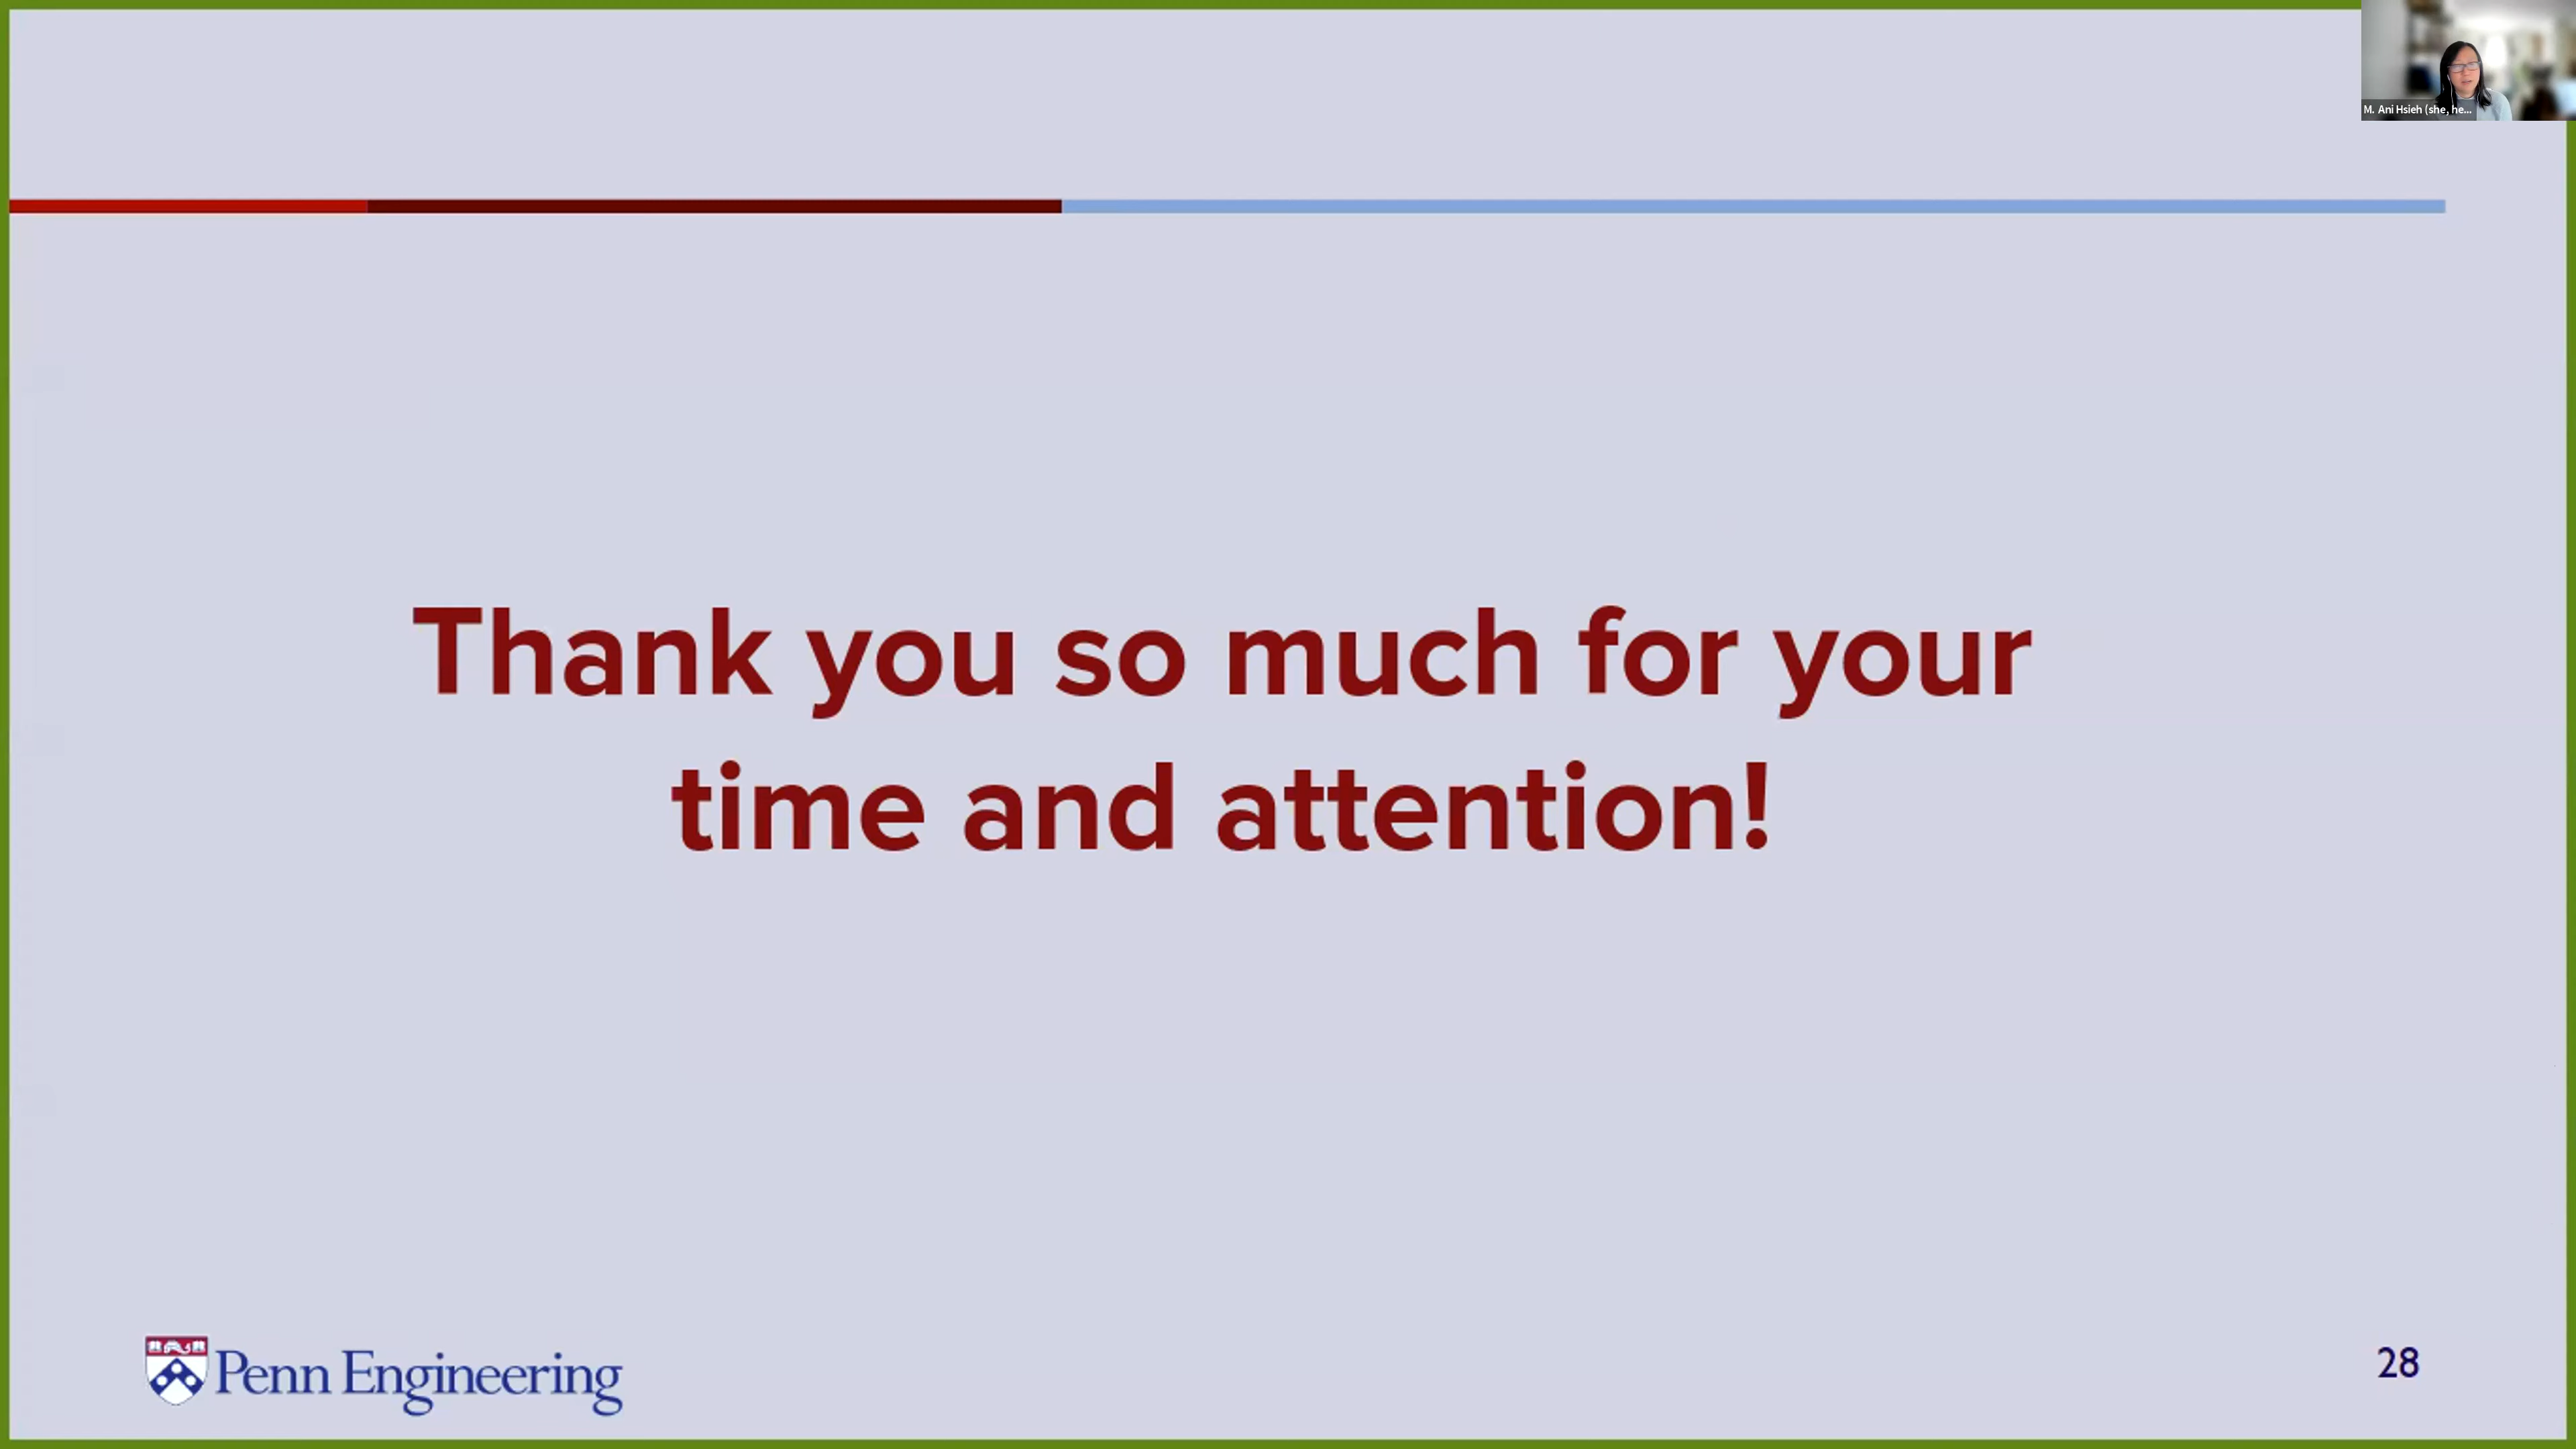 M. Ani Hsieh (she, he...
Thank you so much for your
time and attention!
Penn Engineering
28